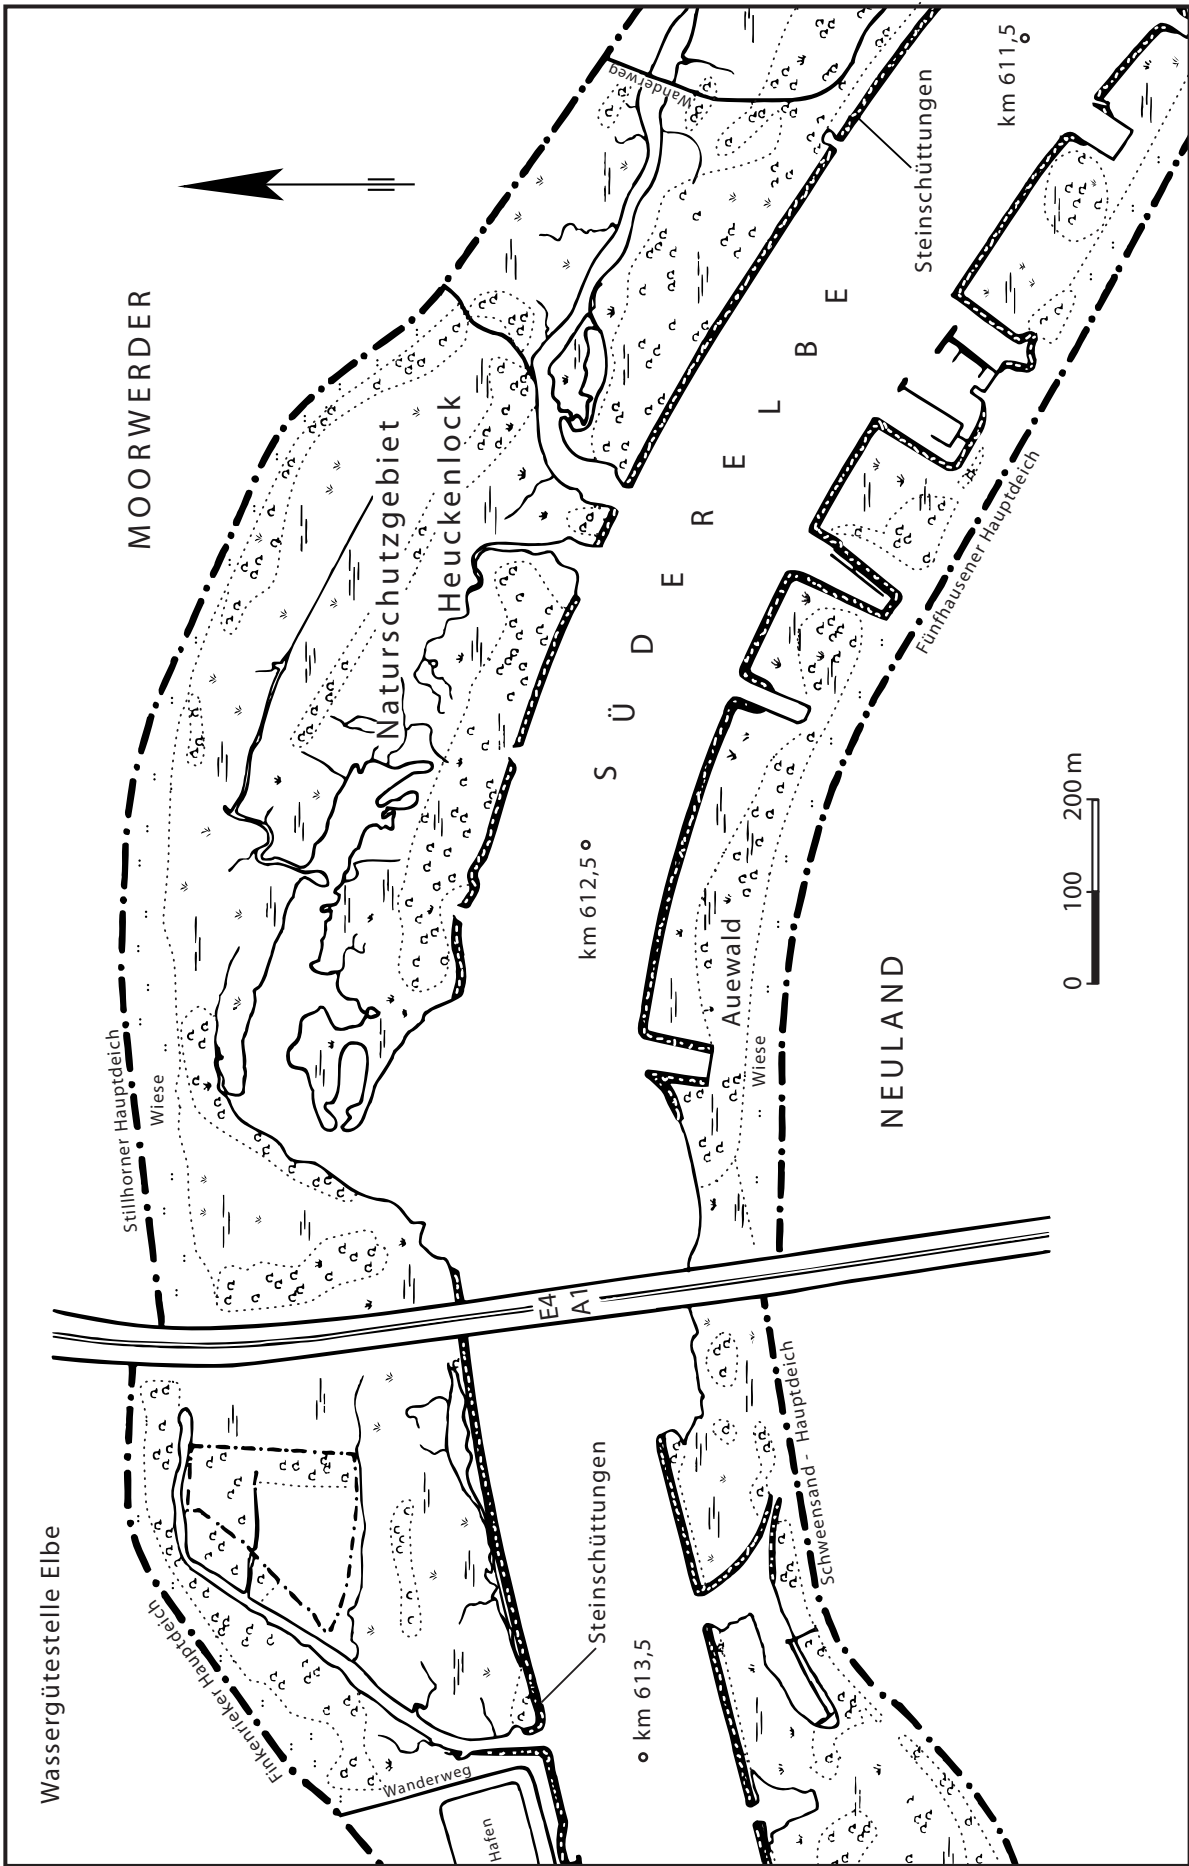 Wassergütestelle Elbe
MOORWERDER
Stillhorner Hauptdeich
Wiese
Finkenrieker Hauptdeich
Wanderweg
Hafen
Naturschutzgebiet
Heuckenlock
Wanderweg
Steinschüttungen
km 613,5
E4
A1
km 612,5
SÜDERELBE
Steinschüttungen
km 611,5
Schweensand - Hauptdeich
Auewald
Wiese
Fünfhausener Hauptdeich
NEULAND
0 100 200 m